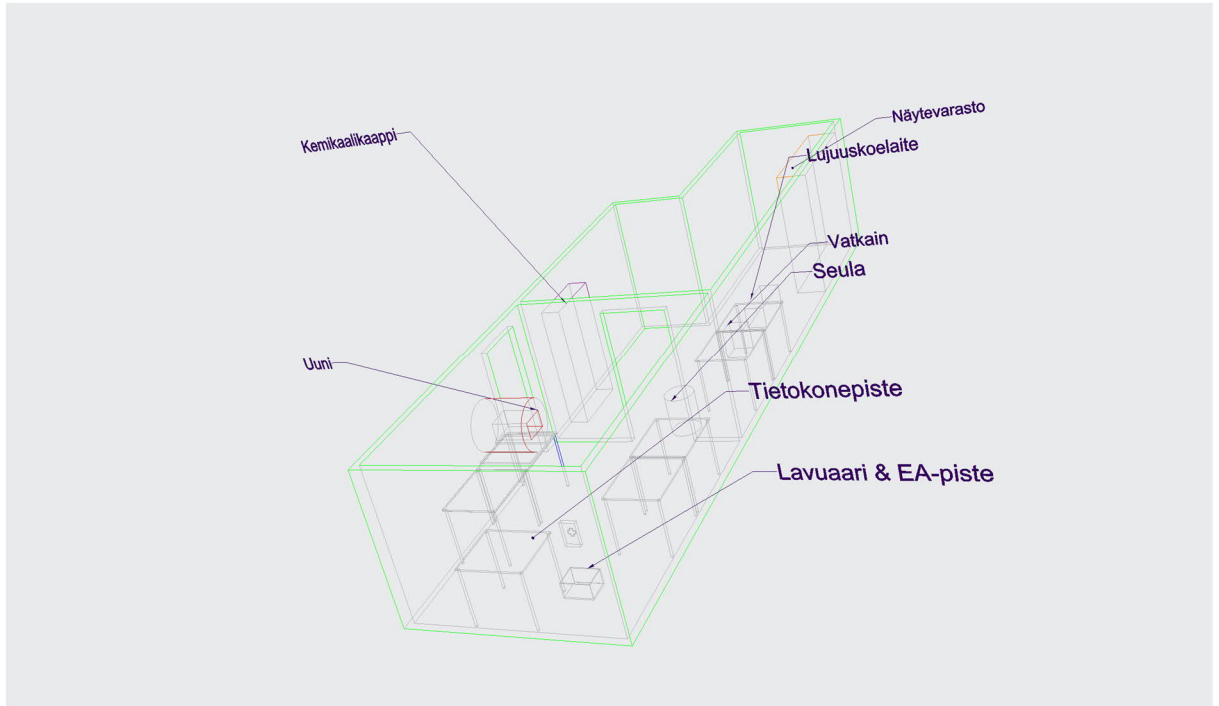 Näytevarasto
Kemikaalikaappi
Lujuuskoelaite
Vatkain
Seula
Uuni
Tietokonepiste
Lavuaari & EA-piste